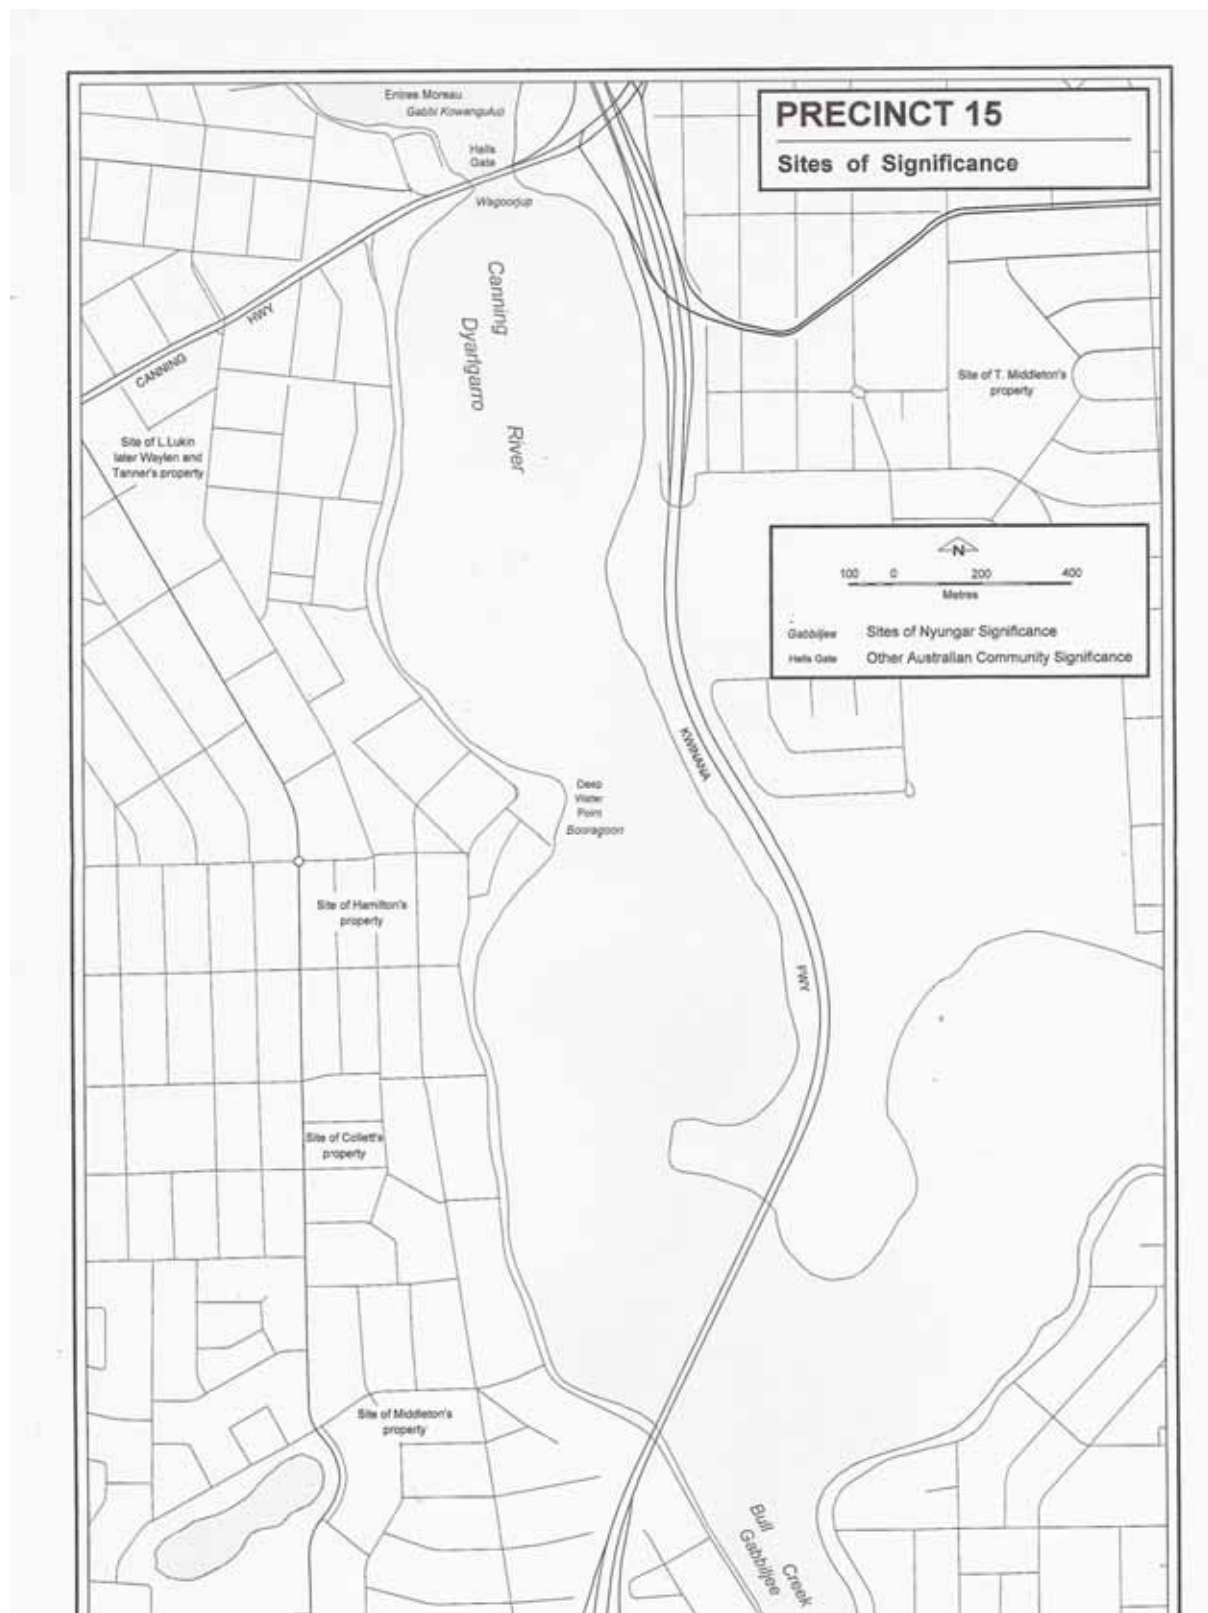 PRECINCT 15
Sites of Significance
Entree Moreau
Gabbi Kowangulup
Halls
Gate
Wagoorjup
Canning
Dyarlgarro
River
CANNING
HWY
Site of L.Lukin
later Waylen and
Tanner's property
Site of T. Middleton's
property
N
100 0 200 400
Metres
Gabbiljee Sites of Nyungar Significance
Halls Gate Other Australian Community Significance
KWINANA
FWY
Deep
Water
Point
Booragoon
Site of Hamilton's
property
Site of Collett's
property
Site of Middleton's
property
Bull Creek
Gabbiljee